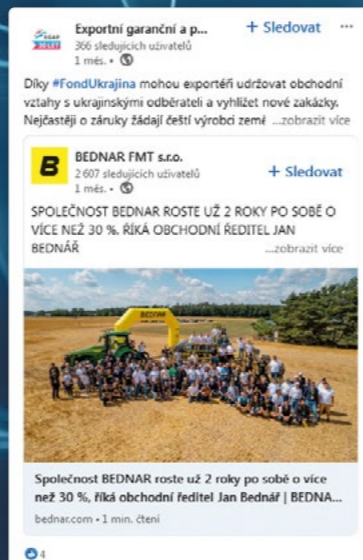 Exportní garanční a p...
+ Sledovat
366 sledujících uživatelů
1 měs. •
Díky #FondUkrajina mohou exportéři udržovat obchodní
vztahy s ukrajinskými odběrateli a vyhlížet nové zakázky.
Nejčastěji o záruky žádají čeští výrobci země ...zobrazit více
B
BEDNAR FMT s.r.o.
2 607 sledujících uživatelů
+ Sledovat
1 měs. •
SPOLEČNOST BEDNAR ROSTE UŽ 2 ROKY PO SOBĚ O
VÍCE NEŽ 30 %. ŘÍKÁ OBCHODNÍ ŘEDITEL JAN
BEDNÁŘ
...zobrazit více
BEDNAR
Společnost BEDNAR roste už 2 roky po sobě o více
než 30 %, říká obchodní ředitel Jan Bednář | BEDNA...
bednar.com • 1 min. čtení
4